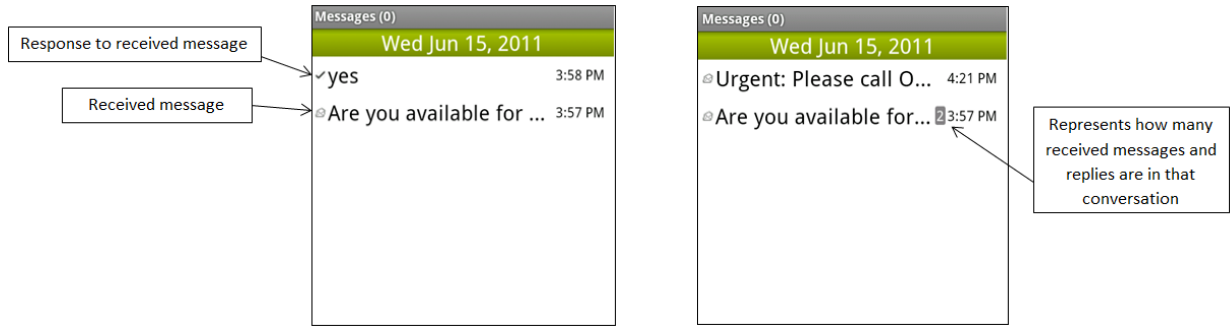 Response to received message
Received message
Messages (0)
Wed Jun 15, 2011
yes 3:58 PM
Are you available for ... 3:57 PM
Messages (0)
Wed Jun 15, 2011
Urgent: Please call O... 4:21 PM
Are you available for... 2 3:57 PM
Represents how many
received messages and
replies are in that
conversation